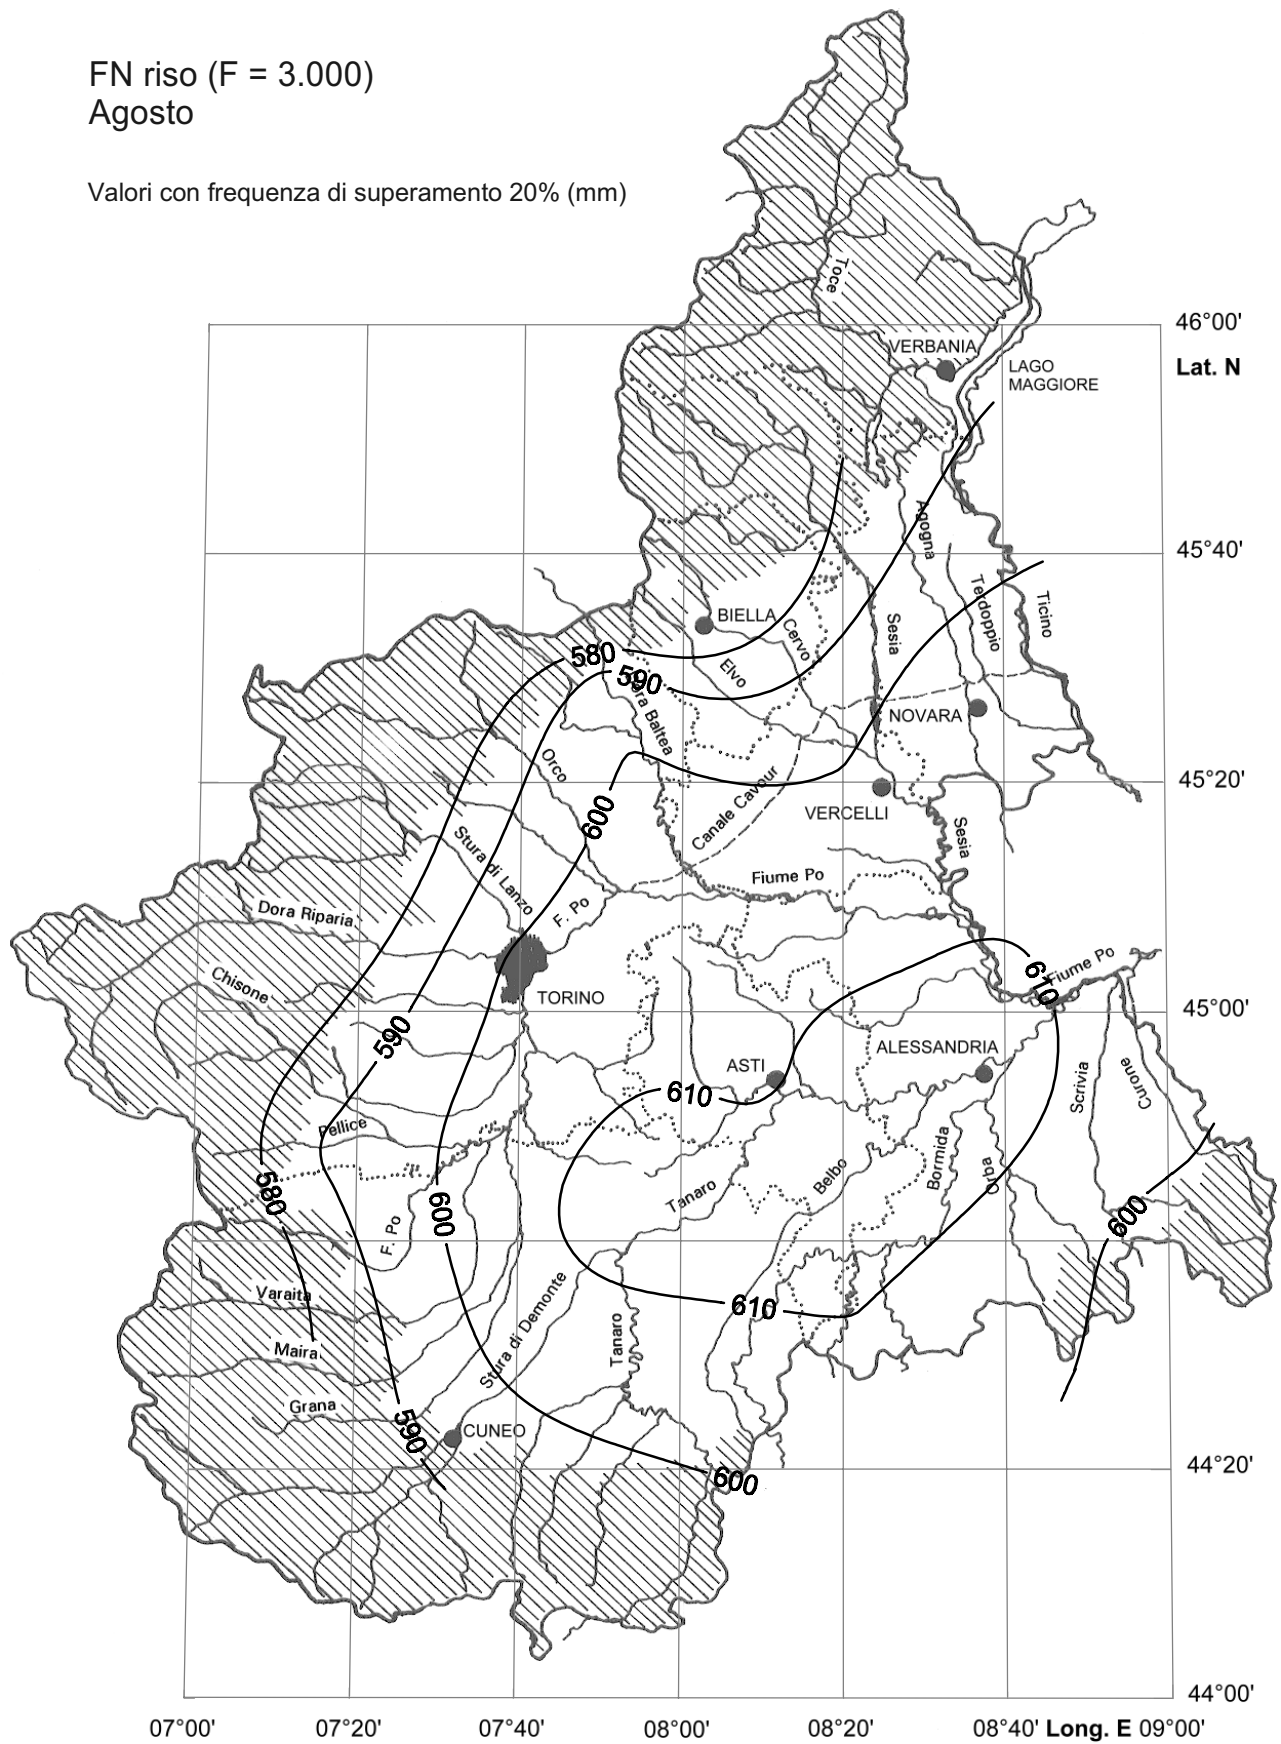 FN riso (F = 3.000)
Agosto
Valori con frequenza di superamento 20% (mm)
Toce
46°00'
VERBANIA
LAGO
MAGGIORE
Lat. N
Agogna
45°40'
Terdoppio
Ticino
BIELLA
Cervo
Sesia
580
590
Elvo
Dora Baltea
NOVARA
Orco
45°20'
600
Canale Cavour
VERCELLI
Stura di Lanzo
Sesia
Fiume Po
Dora Riparia
F. Po
Chisone
Fiume Po
610
TORINO
45°00'
590
ALESSANDRIA
ASTI
610
Scrivia
Curone
Pellice
580
600
Tanaro
Belbo
Bormida
Orba
F. Po
600
Varaita
610
Stura di Demonte
Tanaro
Maira
Grana
590
CUNEO
600
44°20'
44°00'
07°00'
07°20'
07°40'
08°00'
08°20'
08°40'
Long. E
09°00'